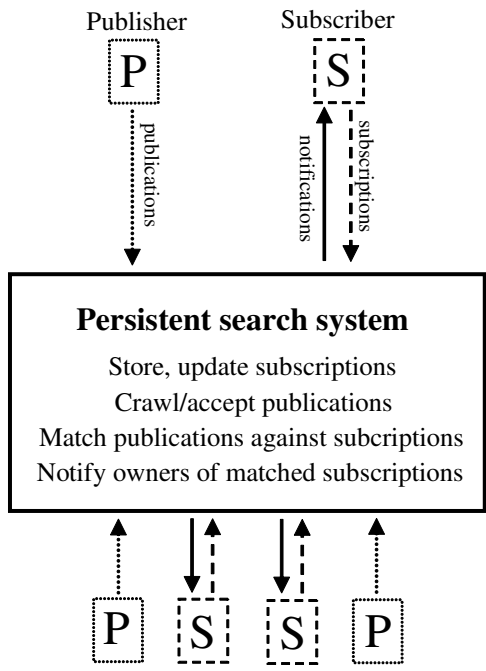 Publisher
Subscriber
P
S
publications
notifications
subscriptions
Persistent search system
Store, update subscriptions
Crawl/accept publications
Match publications against subcriptions
Notify owners of matched subscriptions
P
S
S
P